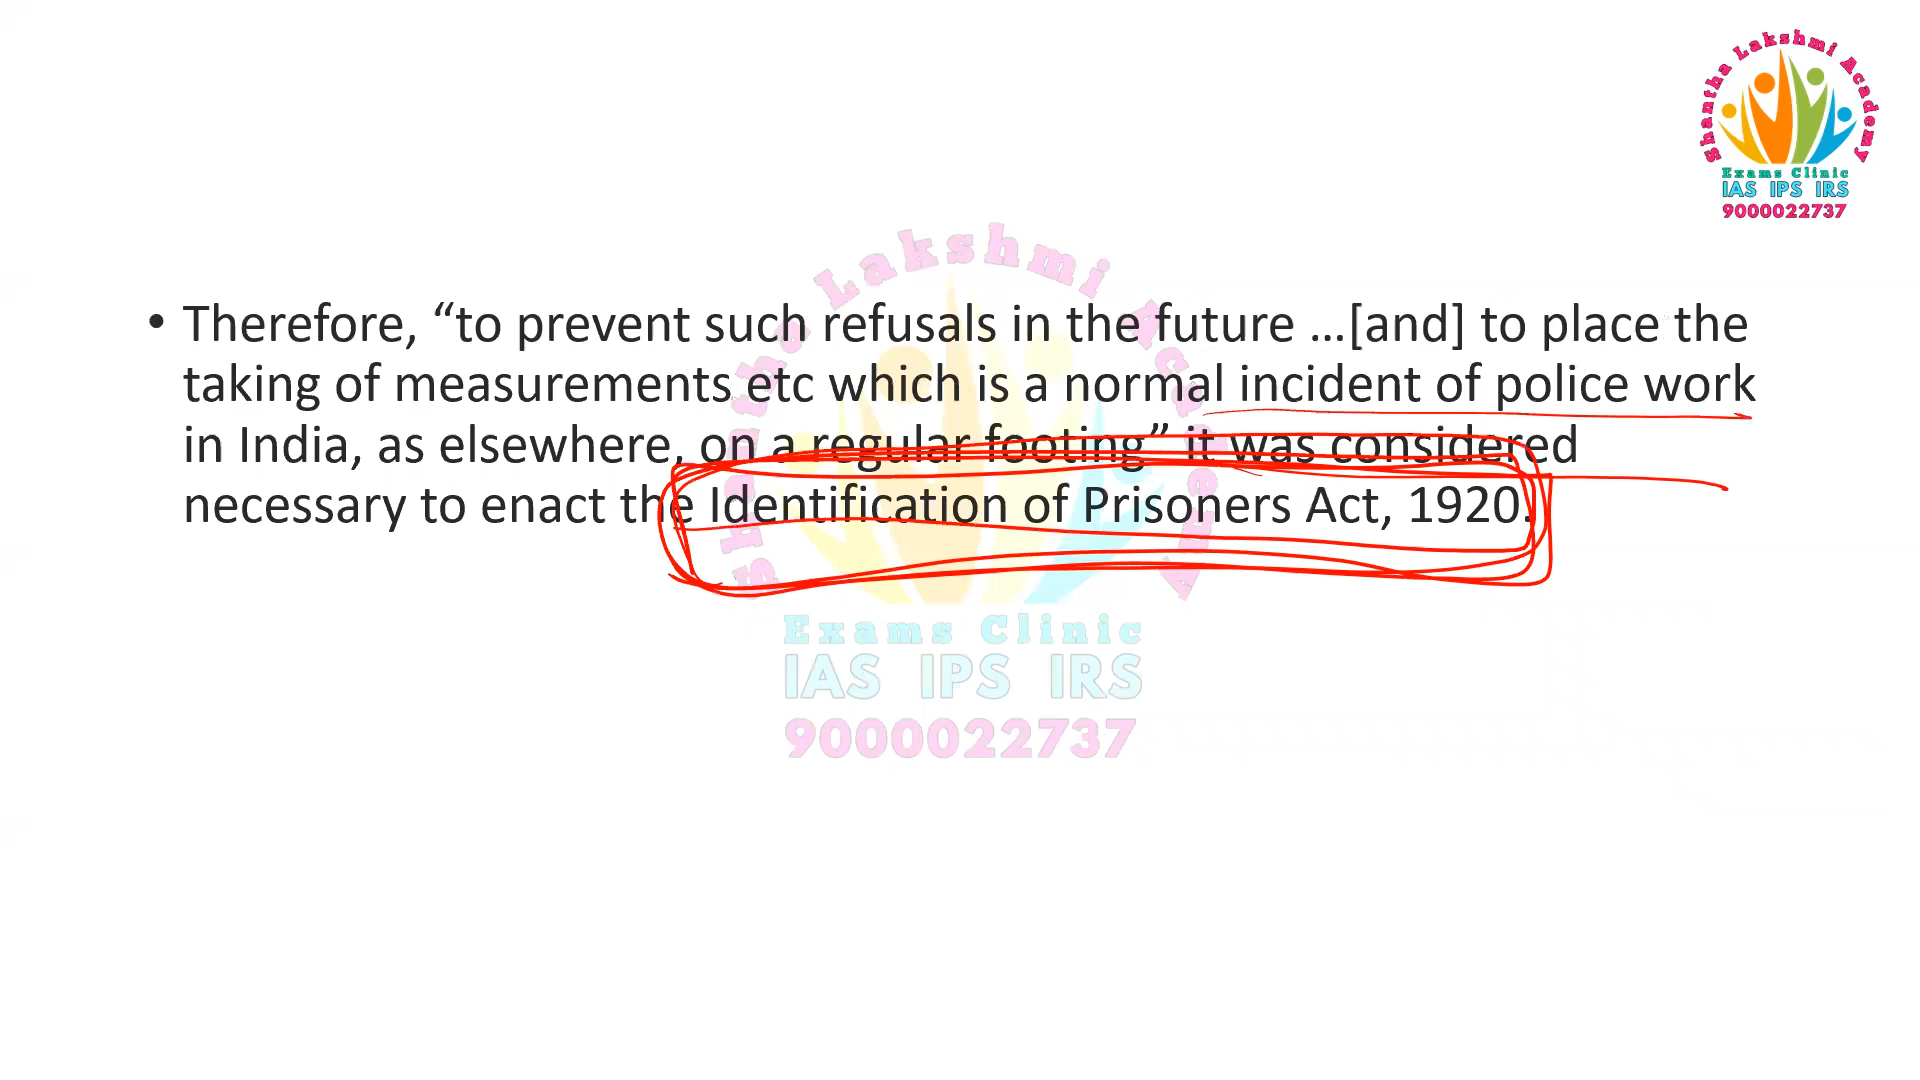 Shantha Lakshmi Academy
Exams Clinic
IAS IPS IRS
9000022737
• Therefore, “to prevent such refusals in the future …[and] to place the
taking of measurements etc which is a normal incident of police work
in India, as elsewhere, on a regular footing” it was considered
necessary to enact the Identification of Prisoners Act, 1920.
Shantha Lakshmi Academy
Exams Clinic
IAS IPS IRS
9000022737